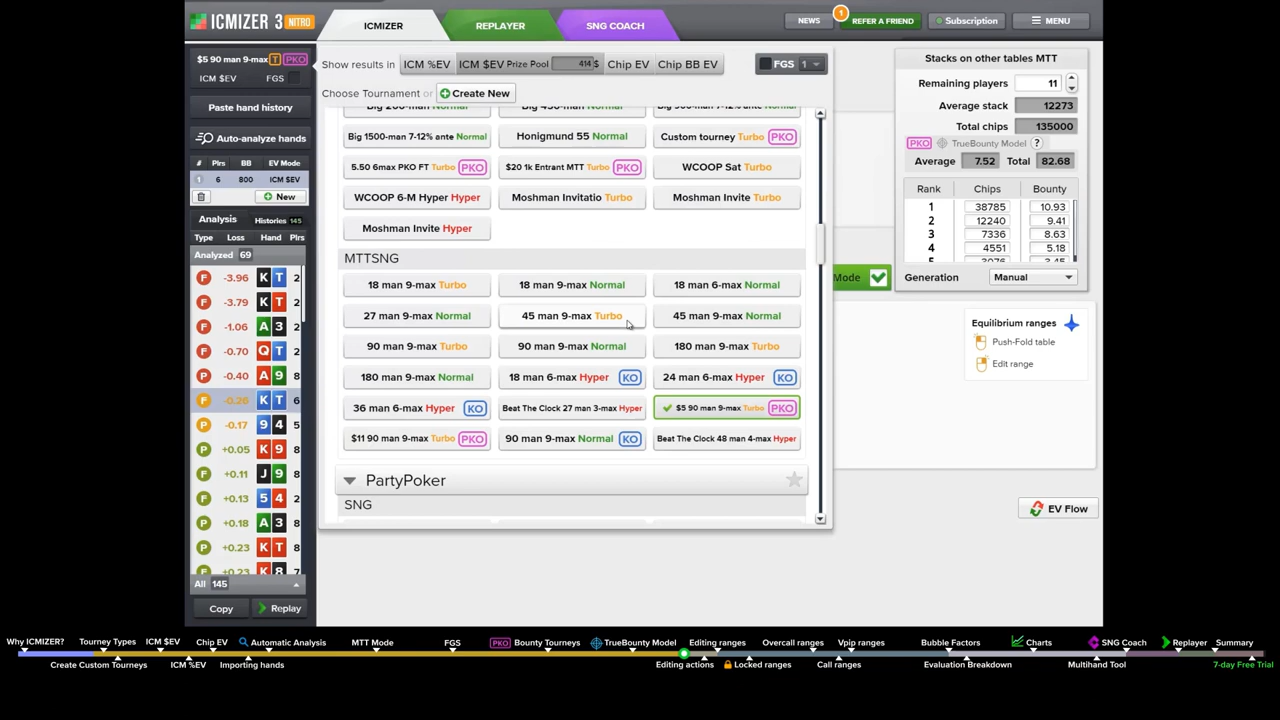 ICMIZER 3 NITRO
ICMIZER
REPLAYER
SNG COACH
NEWS
1
REFER A FRIEND
Subscription
MENU
$5 90 man 9-max T PKO
ICM $EV FGS
Paste hand history
Auto-analyze hands
# Plrs BB EV Mode
1 6 800 ICM $EV
New
Analysis Histories 145
Type Loss Hand Plrs
Analyzed 69
F -3.96 K T 2
F -3.79 K T 2
F -1.06 A 3 2
F -0.70 Q T 2
F -0.40 A 9 8
F -0.26 K T 6
P -0.17 9 4 5
P +0.05 K 9 8
F +0.11 J 9 8
F +0.13 5 4 2
P +0.18 A 3 8
F +0.23 K T 8
All 145
Copy Replay
Show results in ICM %EV ICM $EV Prize Pool 414 $ Chip EV Chip BB EV
FGS 1
Choose Tournament or Create New
Big 1500-man 7-12% ante Normal
Honigmund 55 Normal
Custom tourney Turbo PKO
5.50 6max PKO FT Turbo PKO
$20 1k Entrant MTT Turbo PKO
WCOOP Sat Turbo
WCOOP 6-M Hyper Hyper
Moshman Invitatio Turbo
Moshman Invite Turbo
Moshman Invite Hyper
MTTSNG
18 man 9-max Turbo
18 man 9-max Normal
18 man 6-max Normal
27 man 9-max Normal
45 man 9-max Turbo
45 man 9-max Normal
90 man 9-max Turbo
90 man 9-max Normal
180 man 9-max Turbo
180 man 9-max Normal
18 man 6-max Hyper KO
24 man 6-max Hyper KO
36 man 6-max Hyper KO
Beat The Clock 27 man 3-max Hyper
$5 90 man 9-max Turbo PKO
$11 90 man 9-max Turbo PKO
90 man 9-max Normal KO
Beat The Clock 48 man 4-max Hyper
PartyPoker
SNG
Stacks on other tables MTT
Remaining players 11
Average stack 12273
Total chips 135000
PKO TrueBounty Model ?
Average 7.52 Total 82.68
Rank Chips Bounty
1 38785 10.93
2 12240 9.41
3 7336 8.63
4 4551 5.18
Mode
Generation Manual
Equilibrium ranges
Push-Fold table
Edit range
EV Flow
Why ICMIZER? Tourney Types ICM $EV Chip EV Automatic Analysis MTT Mode FGS PKO Bounty Tourneys TrueBounty Model Editing ranges Overcall ranges Vpip ranges Bubble Factors Charts SNG Coach Replayer Summary
Create Custom Tourneys ICM %EV Importing hands Editing actions Locked ranges Call ranges Evaluation Breakdown Multihand Tool 7-day Free Trial